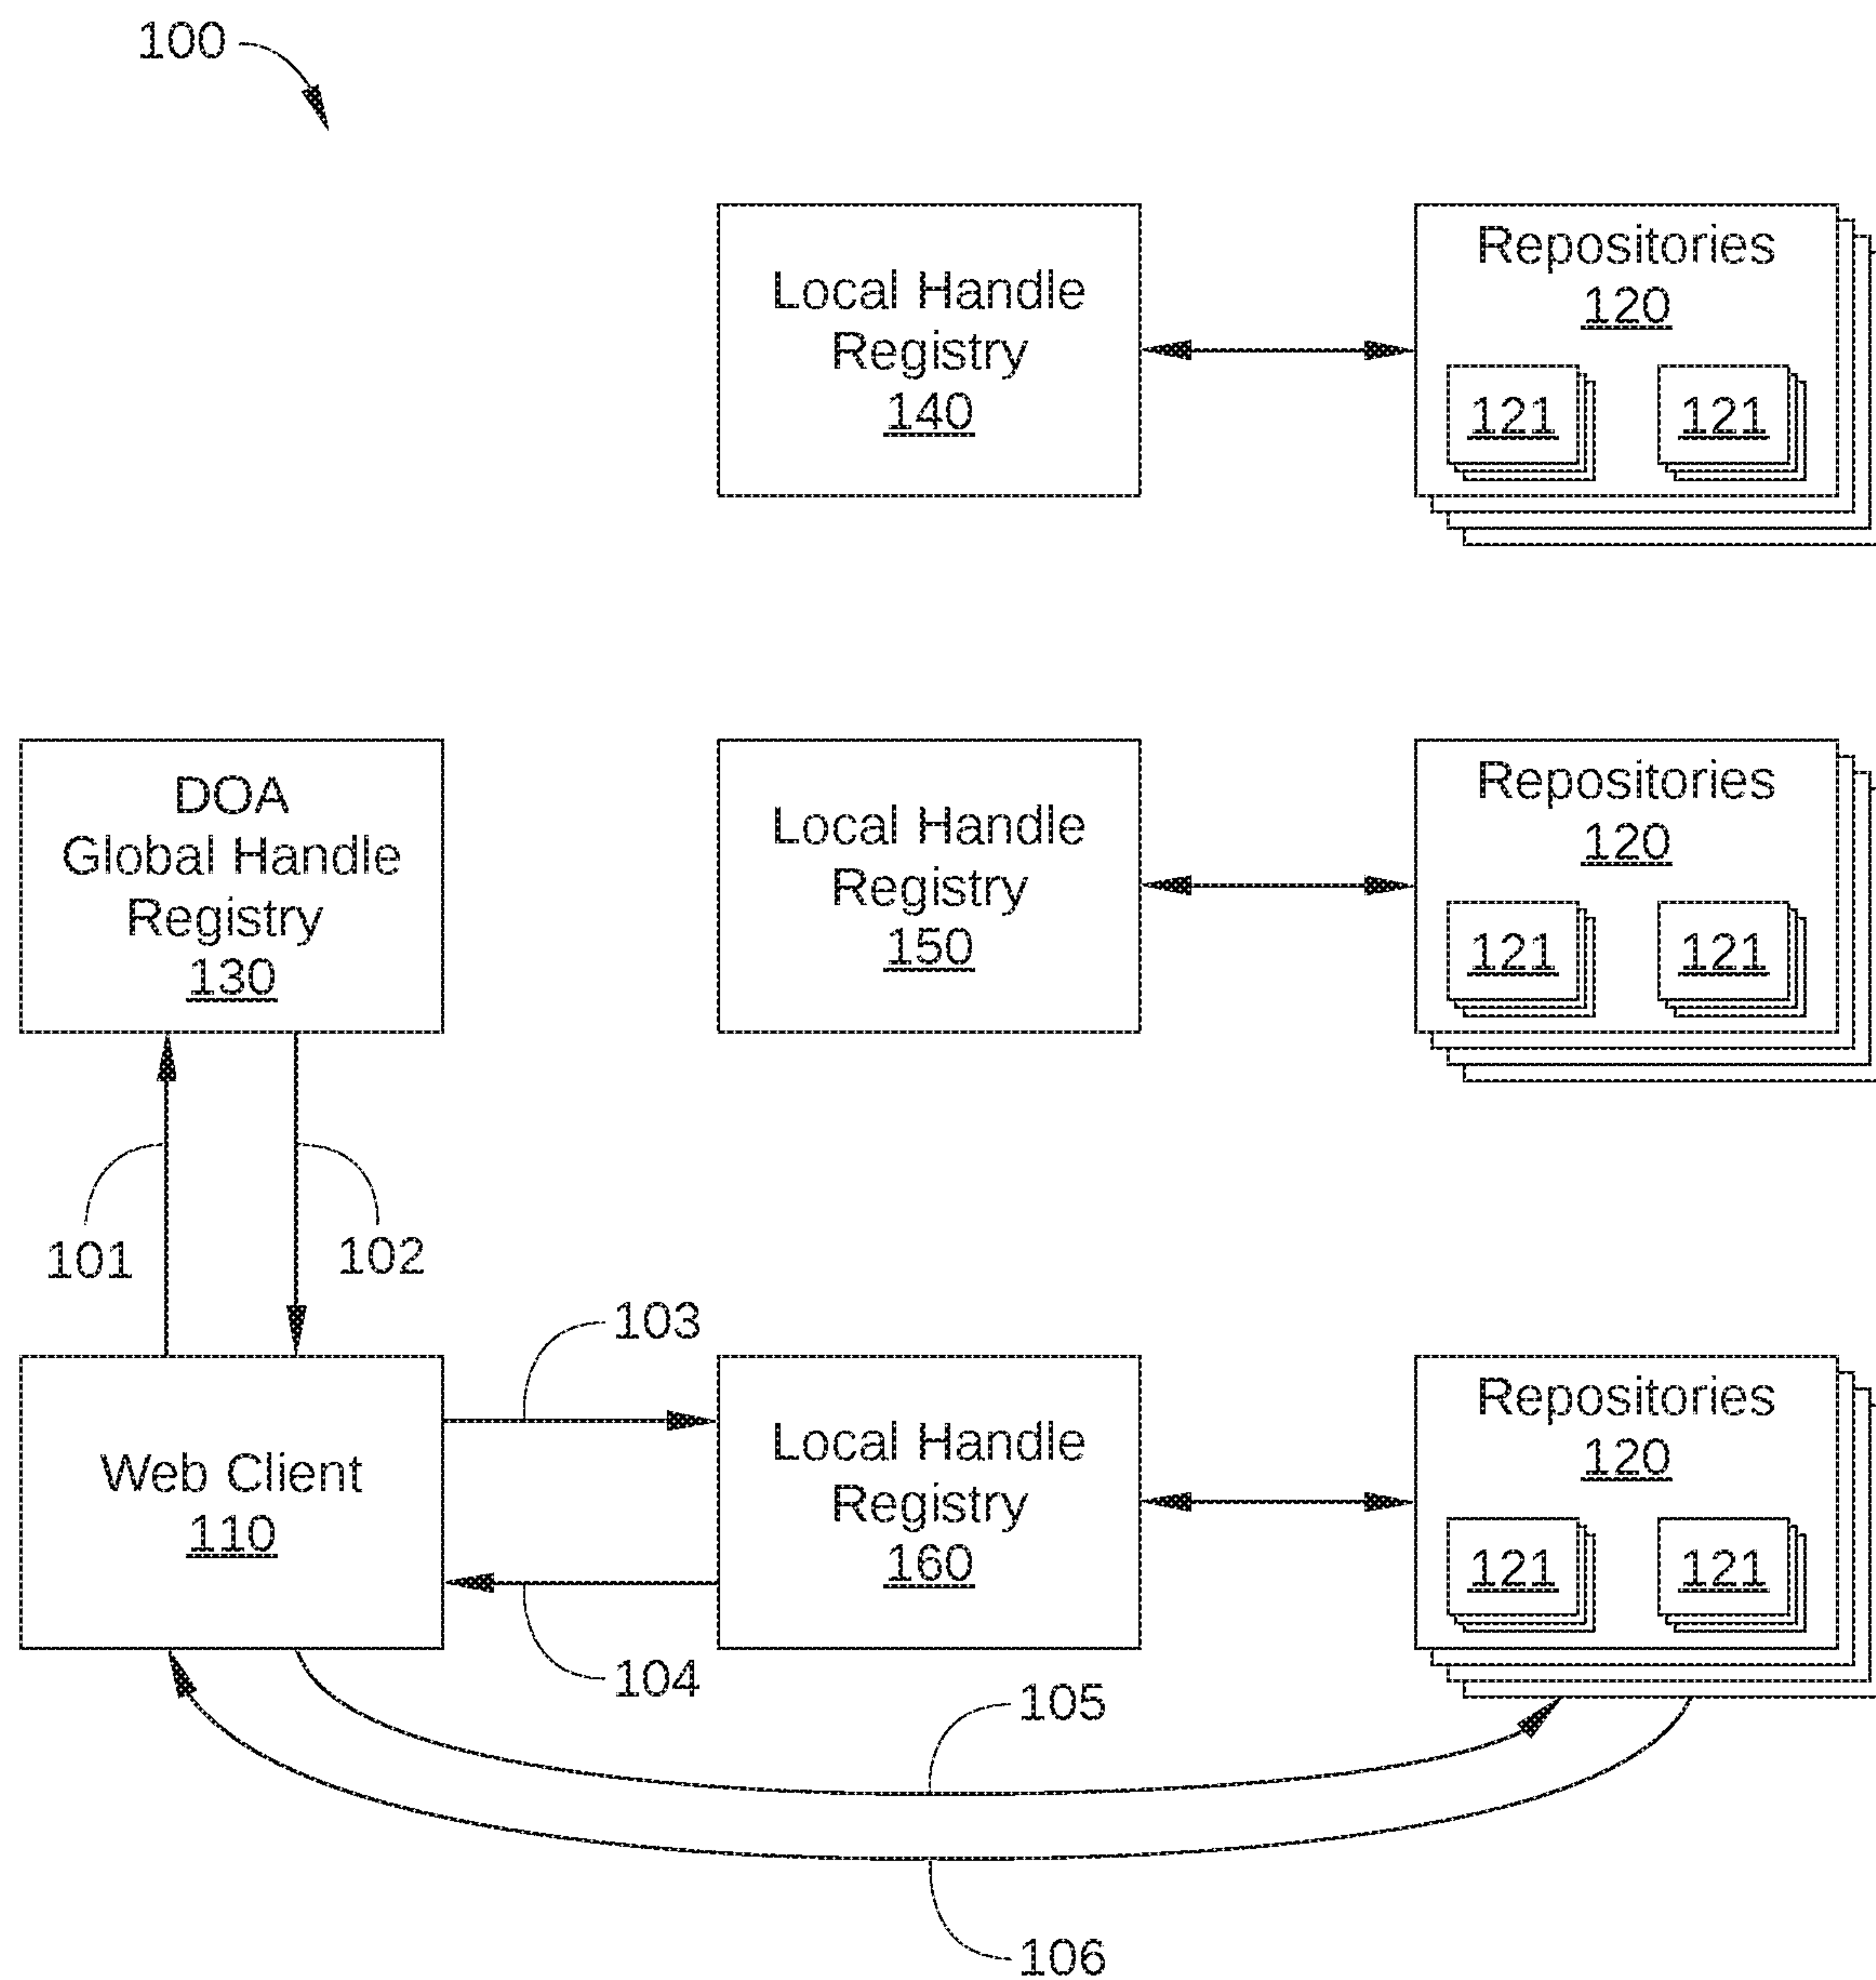 100
Local Handle
Registry
140
Repositories
120
121
121
DOA
Global Handle
Registry
130
Local Handle
Registry
150
Repositories
120
121
121
101
102
103
Web Client
110
Local Handle
Registry
160
Repositories
120
121
121
104
105
106